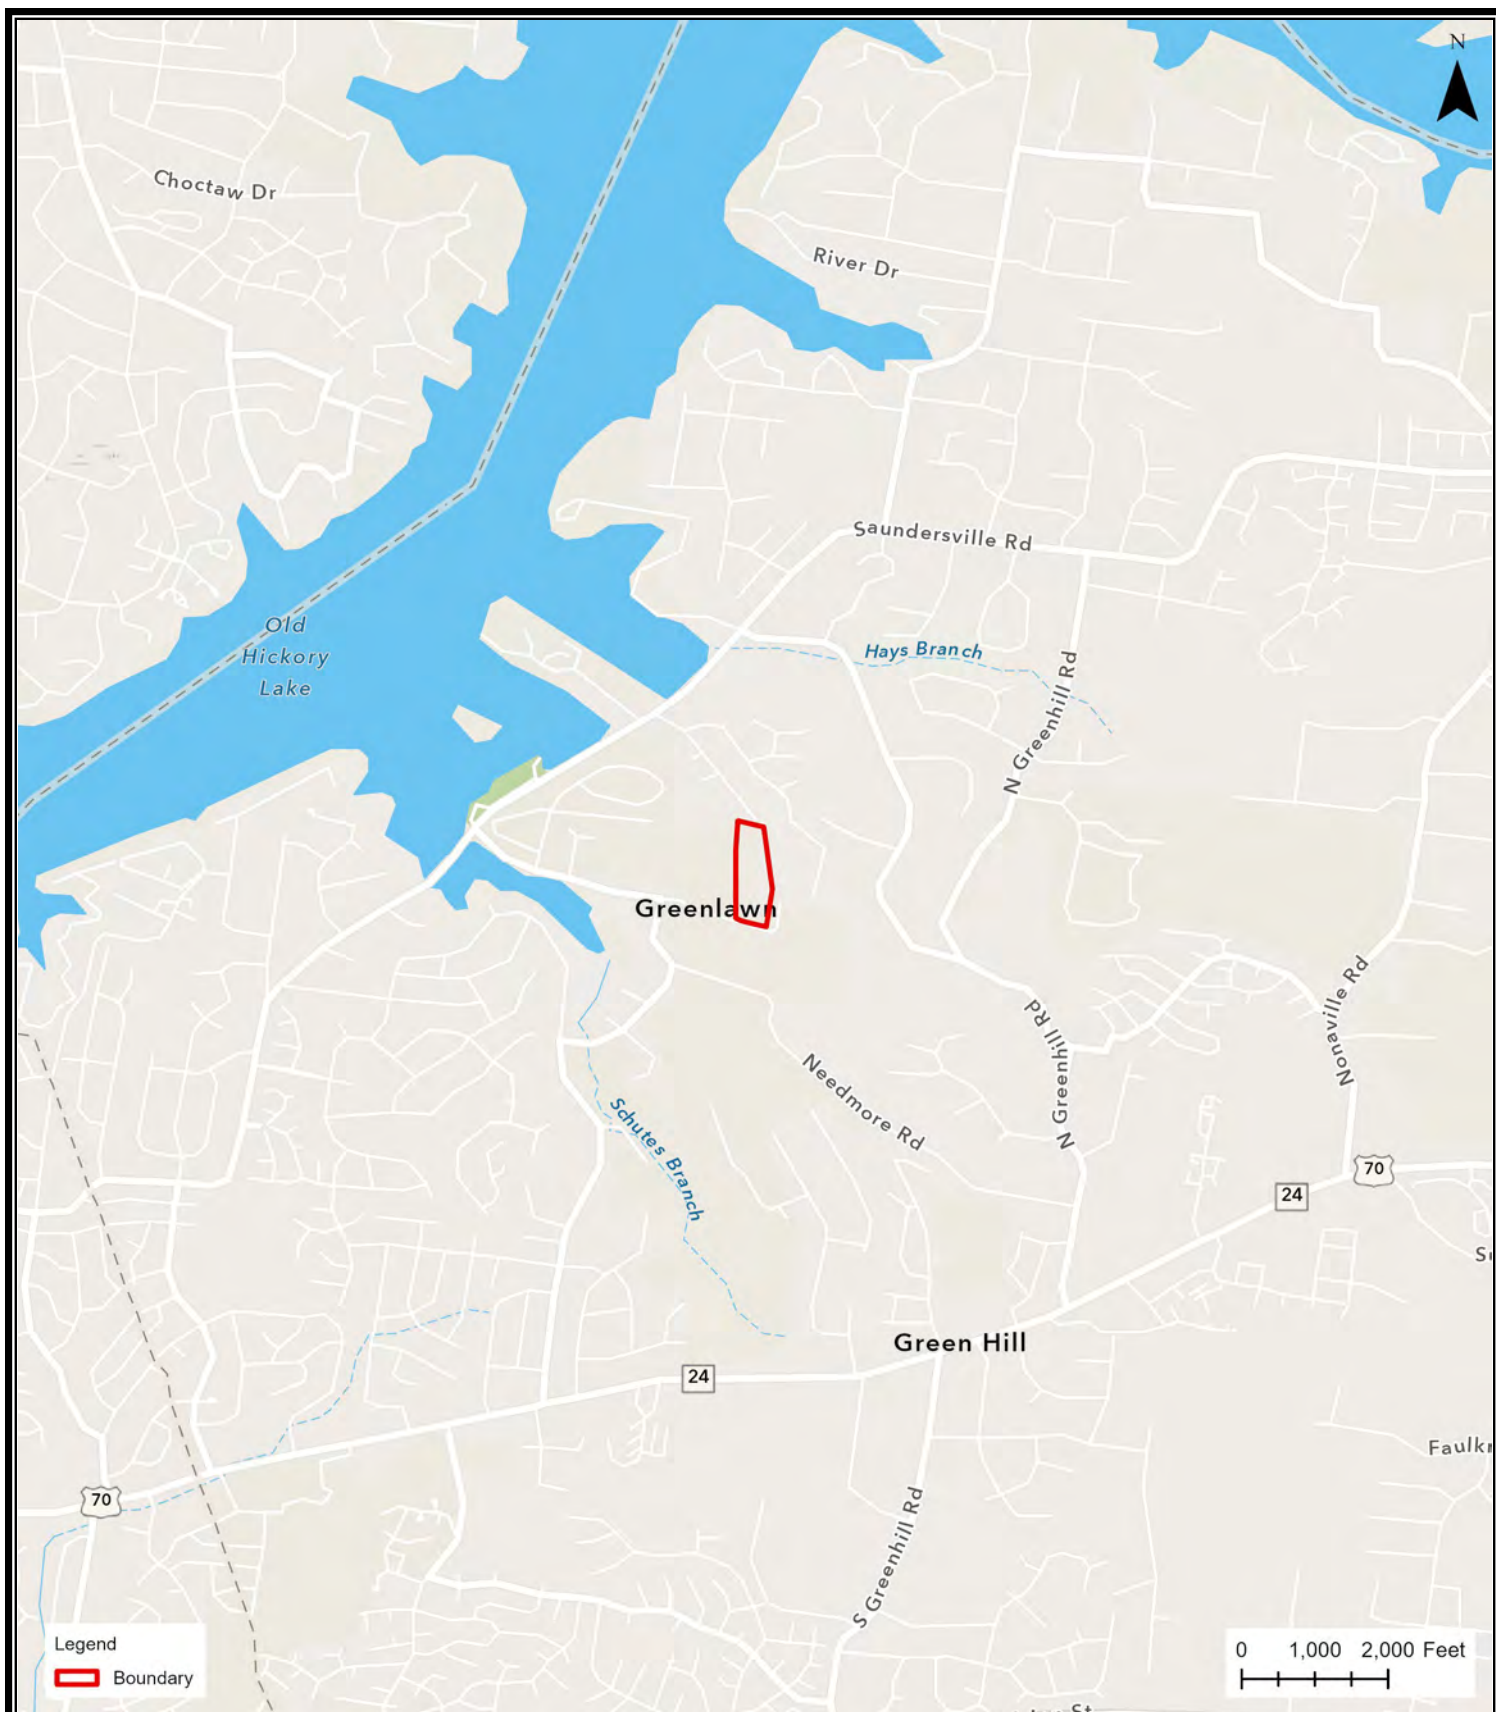 N
Choctaw Dr
River Dr
Saundersville Rd
Old
Hickory
Lake
Hays Branch
N Greenhill Rd
Greenlawn
N Greenhill Rd
Nonaville Rd
Needmore Rd
Schutes Branch
70
24
Green Hill
24
Faulk
70
S Greenhill Rd
Legend
Boundary
0 1,000 2,000 Feet